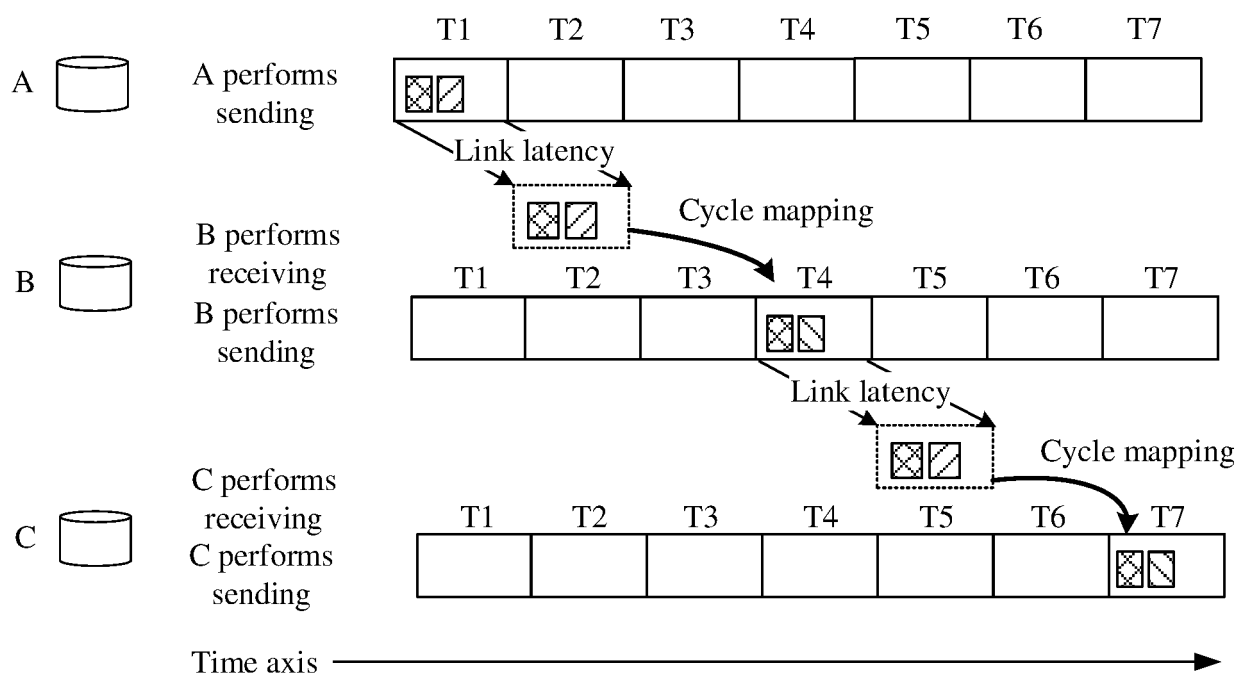 T1 T2 T3 T4 T5 T6 T7
A
A performs
sending
Link latency
Cycle mapping
B performs
receiving
T1 T2 T3 T4 T5 T6 T7
B
B performs
sending
Link latency
Cycle mapping
C performs
receiving
T1 T2 T3 T4 T5 T6 T7
C
C performs
sending
Time axis